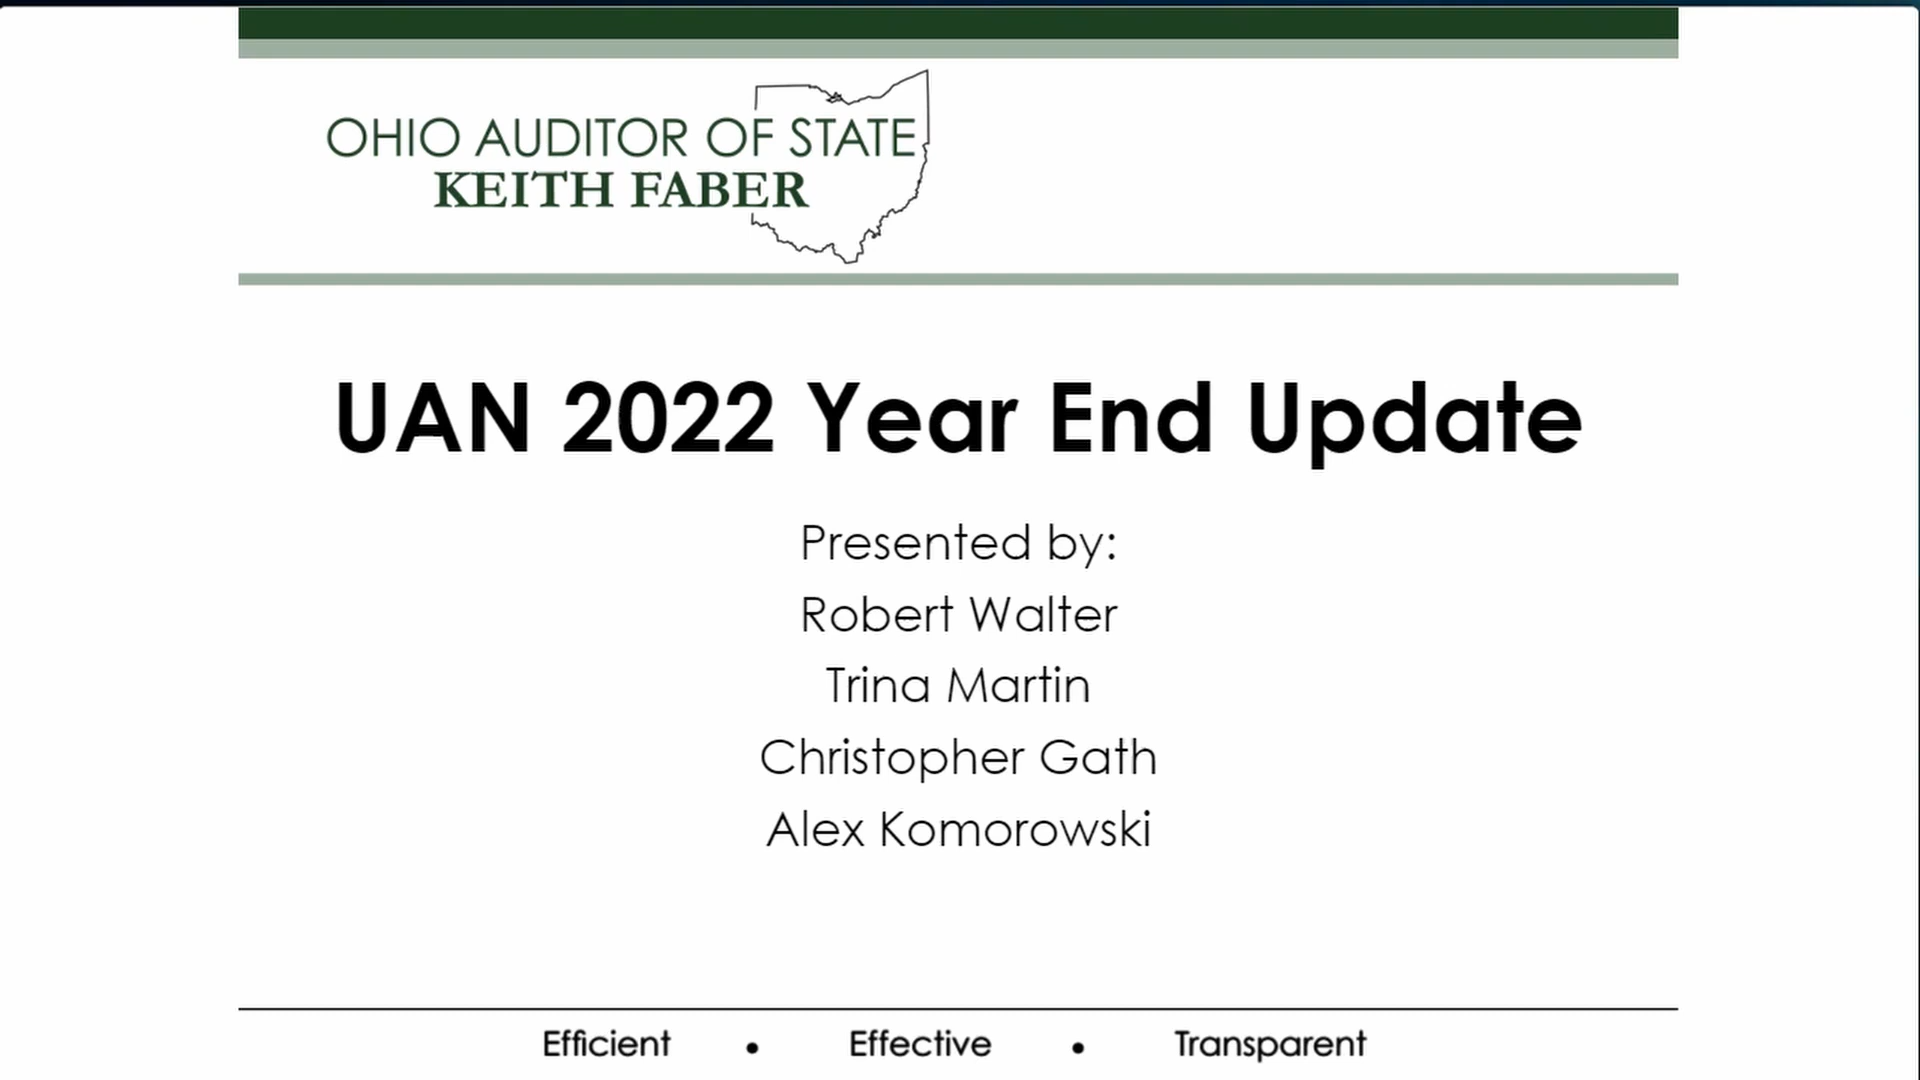 OHIO AUDITOR OF STATE
KEITH FABER
UAN 2022 Year End Update
Presented by:
Robert Walter
Trina Martin
Christopher Gath
Alex Komorowski
Efficient • Effective • Transparent